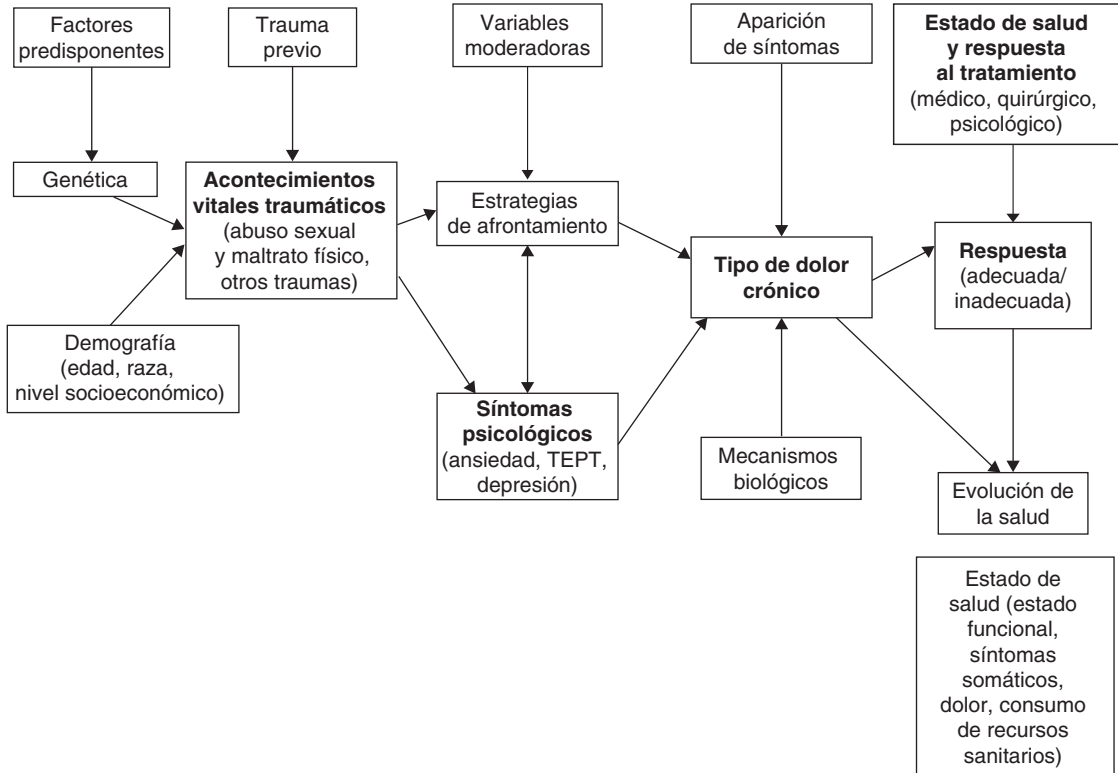 Factores
predisponentes
Trauma
previo
Variables
moderadoras
Aparición
de síntomas
Estado de salud
y respuesta
al tratamiento
(médico, quirúrgico,
psicológico)
Genética
Acontecimientos
vitales traumáticos
(abuso sexual
y maltrato físico,
otros traumas)
Estrategias
de afrontamiento
Tipo de dolor
crónico
Respuesta
(adecuada/
inadecuada)
Demografía
(edad, raza,
nivel socioeconómico)
Síntomas
psicológicos
(ansiedad, TEPT,
depresión)
Mecanismos
biológicos
Evolución de
la salud
Estado de
salud (estado
funcional,
síntomas
somáticos,
dolor, consumo
de recursos
sanitarios)